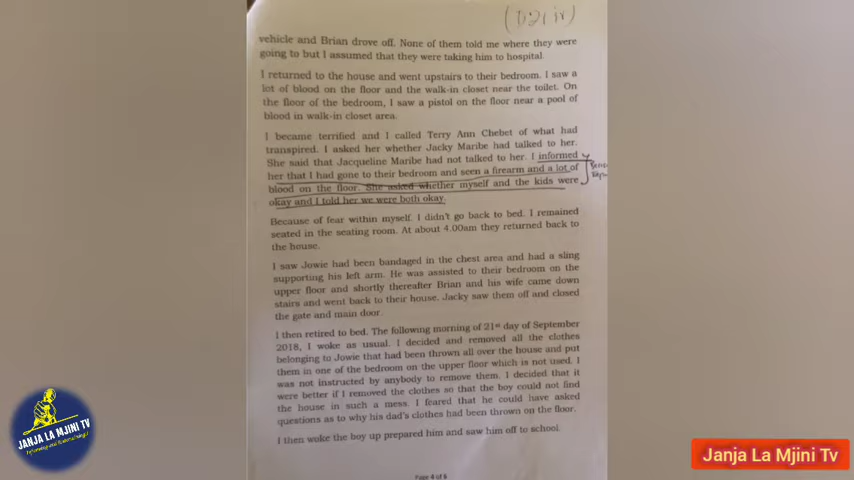 vehicle and Brian drove off. None of them told me where they were
going to but I assumed that they were taking him to hospital.
I returned to the house and went upstairs to their bedroom. I saw a
lot of blood on the floor and the walk-in closet near the toilet. On
the floor of the bedroom, I saw a pistol on the floor near a pool of
blood in walk-in closet area.
I became terrified and I called Terry Ann Chebet of what had
transpired. I asked her whether Jacky Maribe had talked to her.
She said that Jacqueline Maribe had not talked to her. I informed
her that I had gone to their bedroom and seen a firearm and a lot of
blood on the floor. She asked whether myself and the kids were
okay and I told her we were both okay.
Because of fear within myself. I didn't go back to bed. I remained
seated in the seating room. At about 4.00am they returned back to
the house.
I saw Jowie had been bandaged in the chest area and had a sling
supporting his left arm. He was assisted to their bedroom on the
upper floor and shortly thereafter Brian and his wife came down
stairs and went back to their house. Jacky saw them off and closed
the gate and main door.
I then retired to bed. The following morning of 21st day of September
2018, I woke as usual. I decided and removed all the clothes
belonging to Jowie that had been thrown all over the house and put
them in one of the bedroom on the upper floor which is not used. I
was not instructed by anybody to remove them. I decided that it
were better if I removed the clothes so that the boy could not find
the house in such a mess. I feared that he could have asked
questions as to why his dad's clothes had been thrown on the floor.
I then woke the boy up prepared him and saw him off to school.
Page 4 of 6
JANJA LA MJINI TV
Janja La Mjini Tv